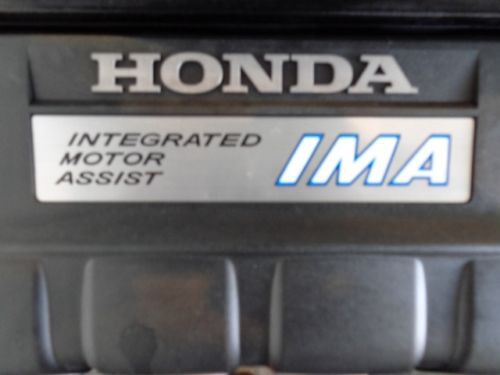 HONDA
INTEGRATED
MOTOR
ASSIST
IMA